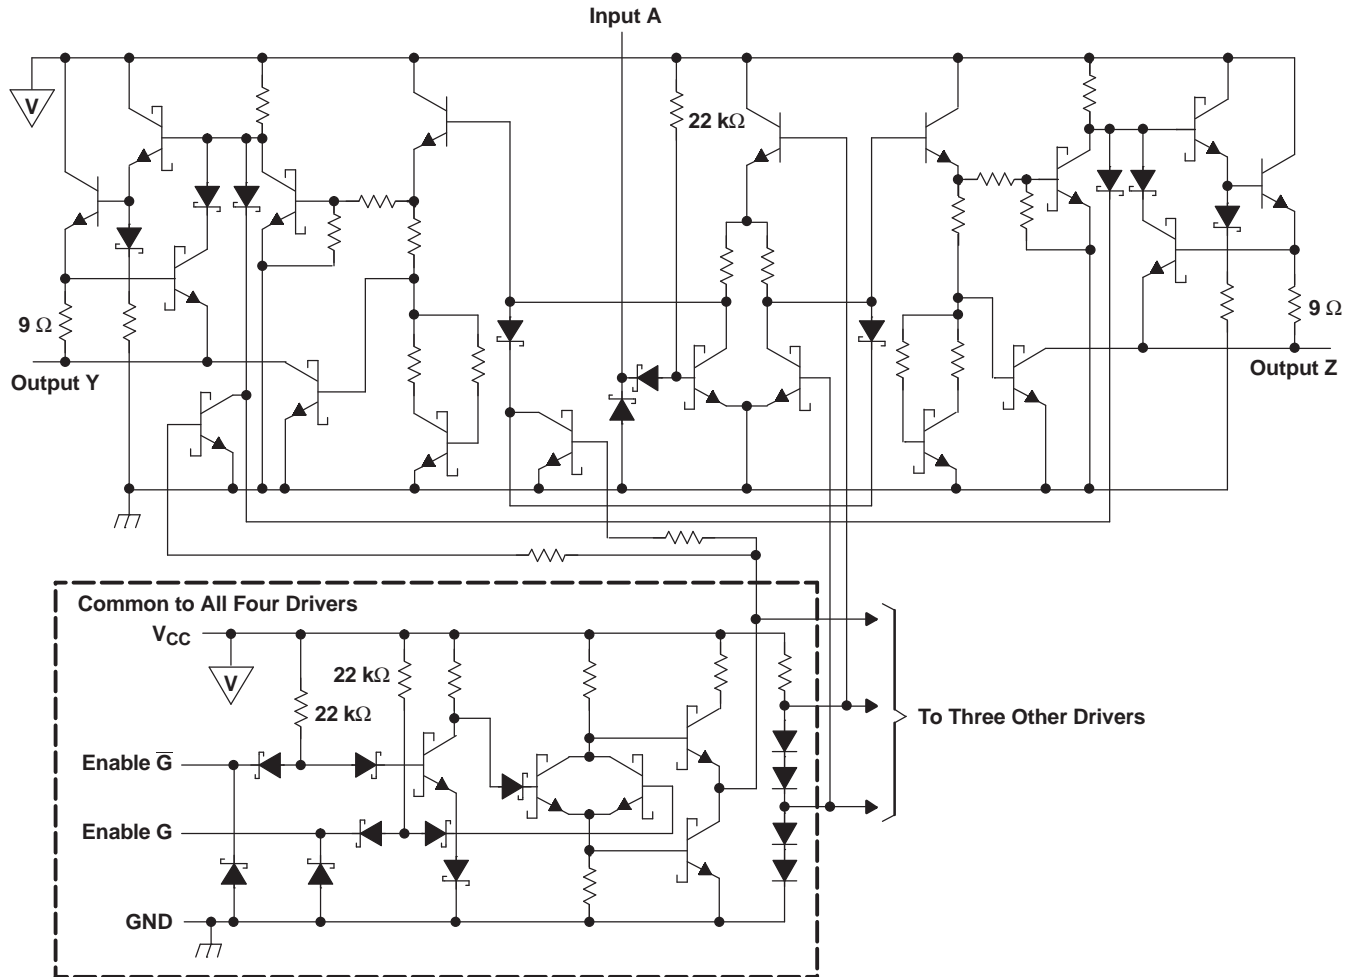 Input A
V
22 kΩ
9 Ω
9 Ω
Output Y
Output Z
Common to All Four Drivers
VCC
V
22 kΩ
22 kΩ
To Three Other Drivers
Enable G̅
Enable G
GND